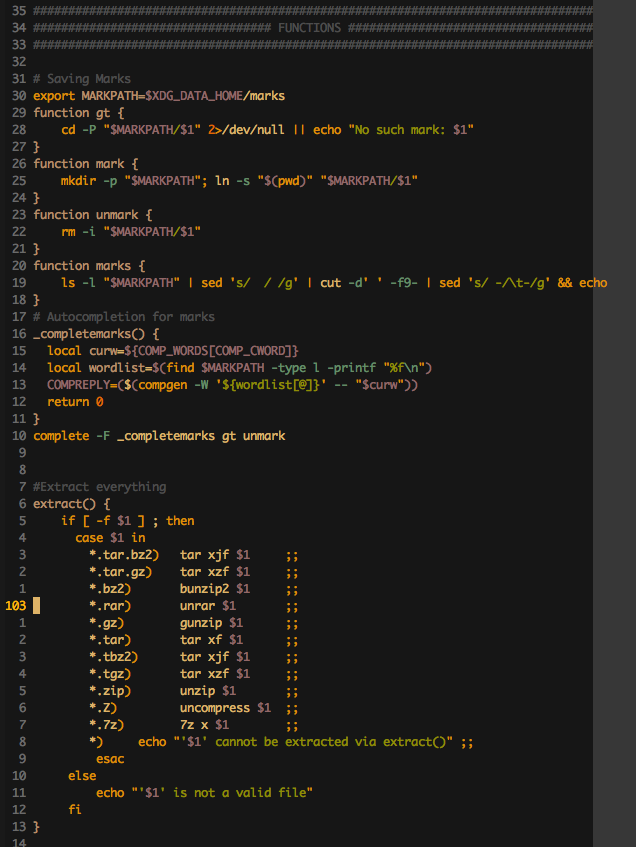 35 ################################################################################
34 ################################## FUNCTIONS ###################################
33 ################################################################################
32
31 # Saving Marks
30 export MARKPATH=$XDG_DATA_HOME/marks
29 function gt {
28     cd -P "$MARKPATH/$1" 2>/dev/null || echo "No such mark: $1"
27 }
26 function mark {
25     mkdir -p "$MARKPATH"; ln -s "$(pwd)" "$MARKPATH/$1"
24 }
23 function unmark {
22     rm -i "$MARKPATH/$1"
21 }
20 function marks {
19     ls -l "$MARKPATH" | sed 's/  / /g' | cut -d' ' -f9- | sed 's/ -/\t-/g' && echo
18 }
17 # Autocompletion for marks
16 _completemarks() {
15   local curw=${COMP_WORDS[COMP_CWORD]}
14   local wordlist=$(find $MARKPATH -type l -printf "%f\n")
13   COMPREPLY=($(compgen -W '${wordlist[@]}' -- "$curw"))
12   return 0
11 }
10 complete -F _completemarks gt unmark
9
8
7 #Extract everything
6 extract() {
5     if [ -f $1 ] ; then
4       case $1 in
3         *.tar.bz2)   tar xjf $1     ;;
2         *.tar.gz)    tar xzf $1     ;;
1         *.bz2)       bunzip2 $1     ;;
103         *.rar)       unrar $1       ;;
1         *.gz)        gunzip $1      ;;
2         *.tar)       tar xf $1      ;;
3         *.tbz2)      tar xjf $1     ;;
4         *.tgz)       tar xzf $1     ;;
5         *.zip)       unzip $1       ;;
6         *.Z)         uncompress $1  ;;
7         *.7z)        7z x $1        ;;
8         *)     echo "'$1' cannot be extracted via extract()" ;;
9          esac
10      else
11          echo "'$1' is not a valid file"
12      fi
13 }
14